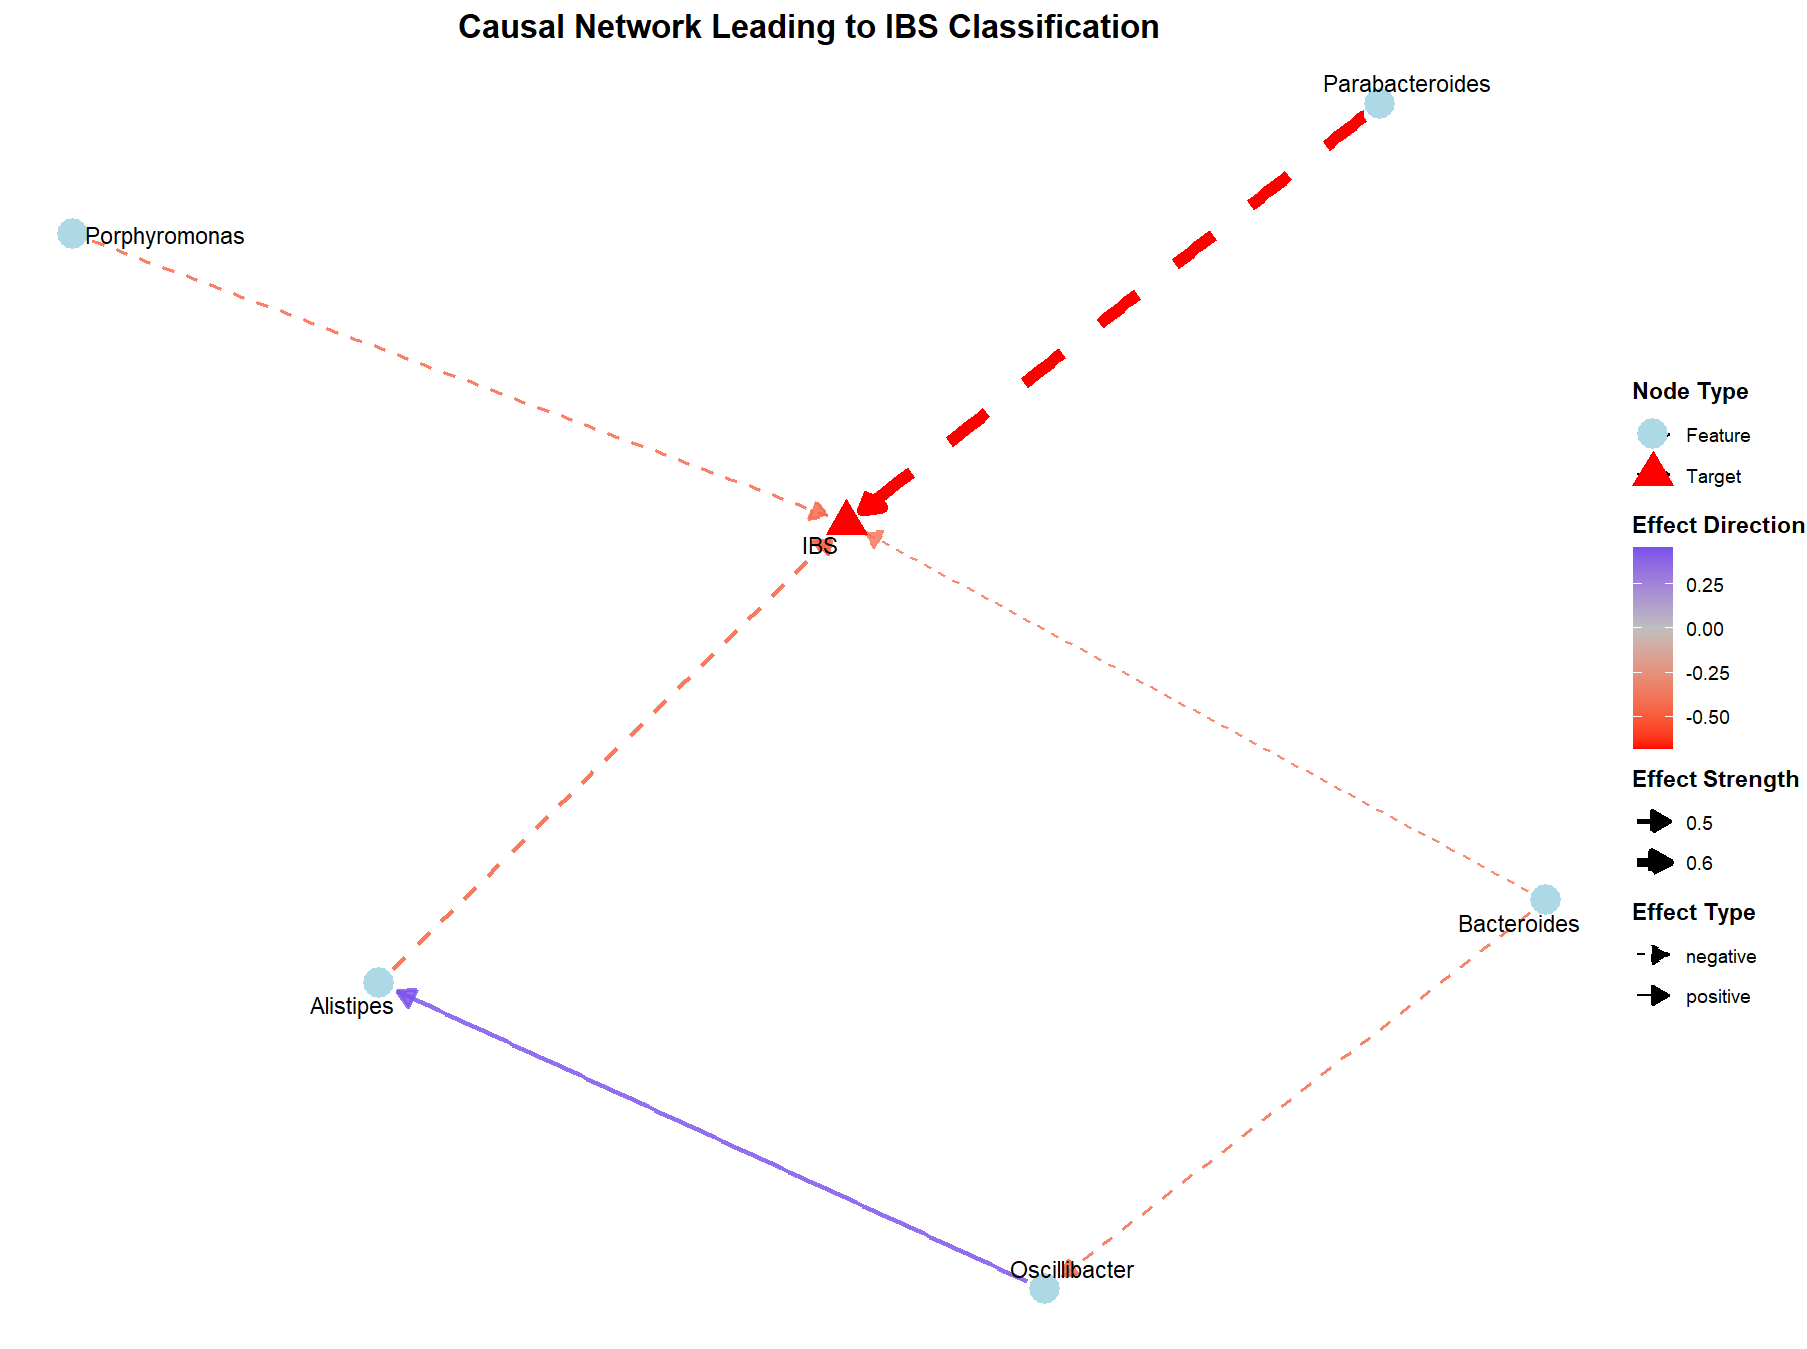 Causal Network Leading to IBS Classification
Parabacteroides
Porphyromonas
IBS
Bacteroides
Alistipes
Oscillibacter
Node Type
Feature
Target
Effect Direction
0.25
0.00
-0.25
-0.50
Effect Strength
0.5
0.6
Effect Type
negative
positive